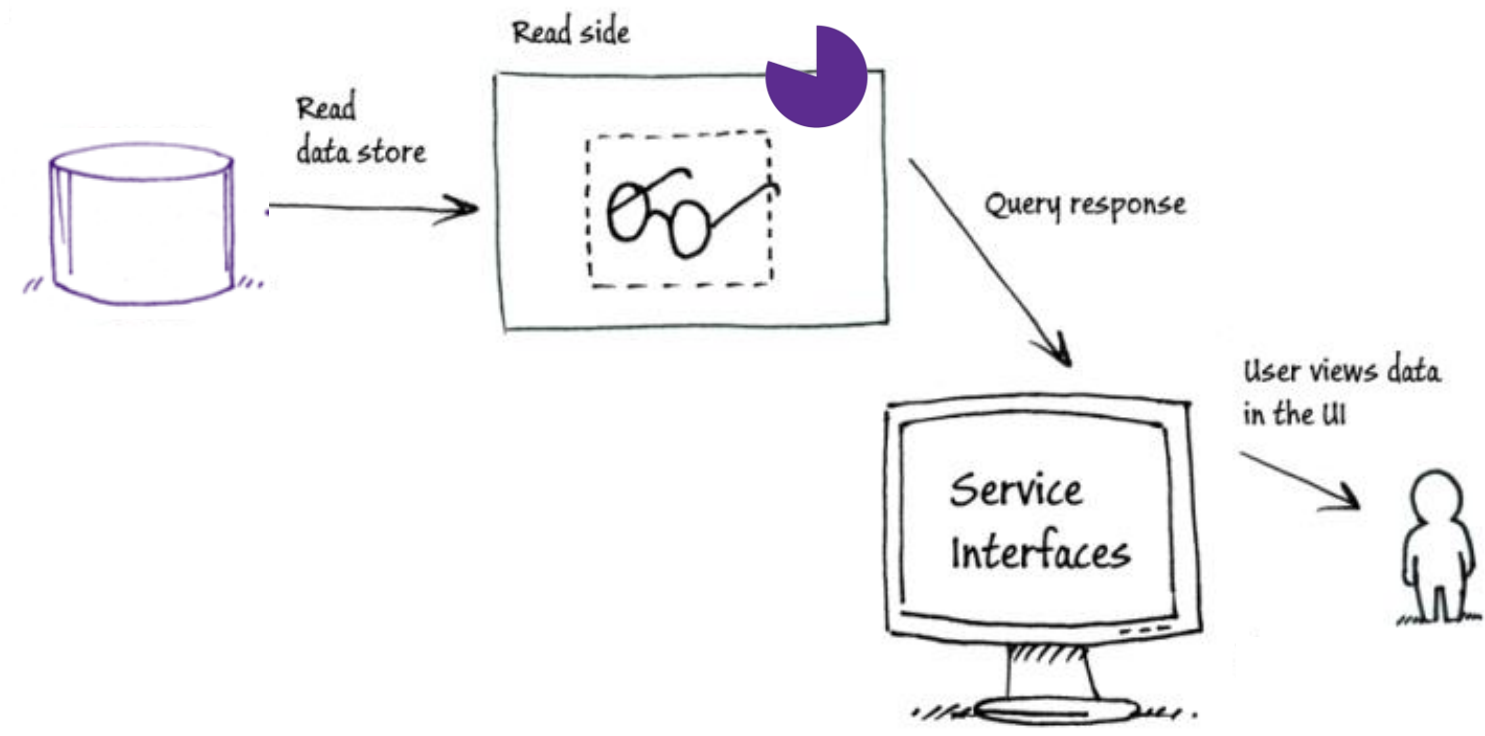 Read side
Read
data store
Query response
User views data
in the UI
Service
Interfaces